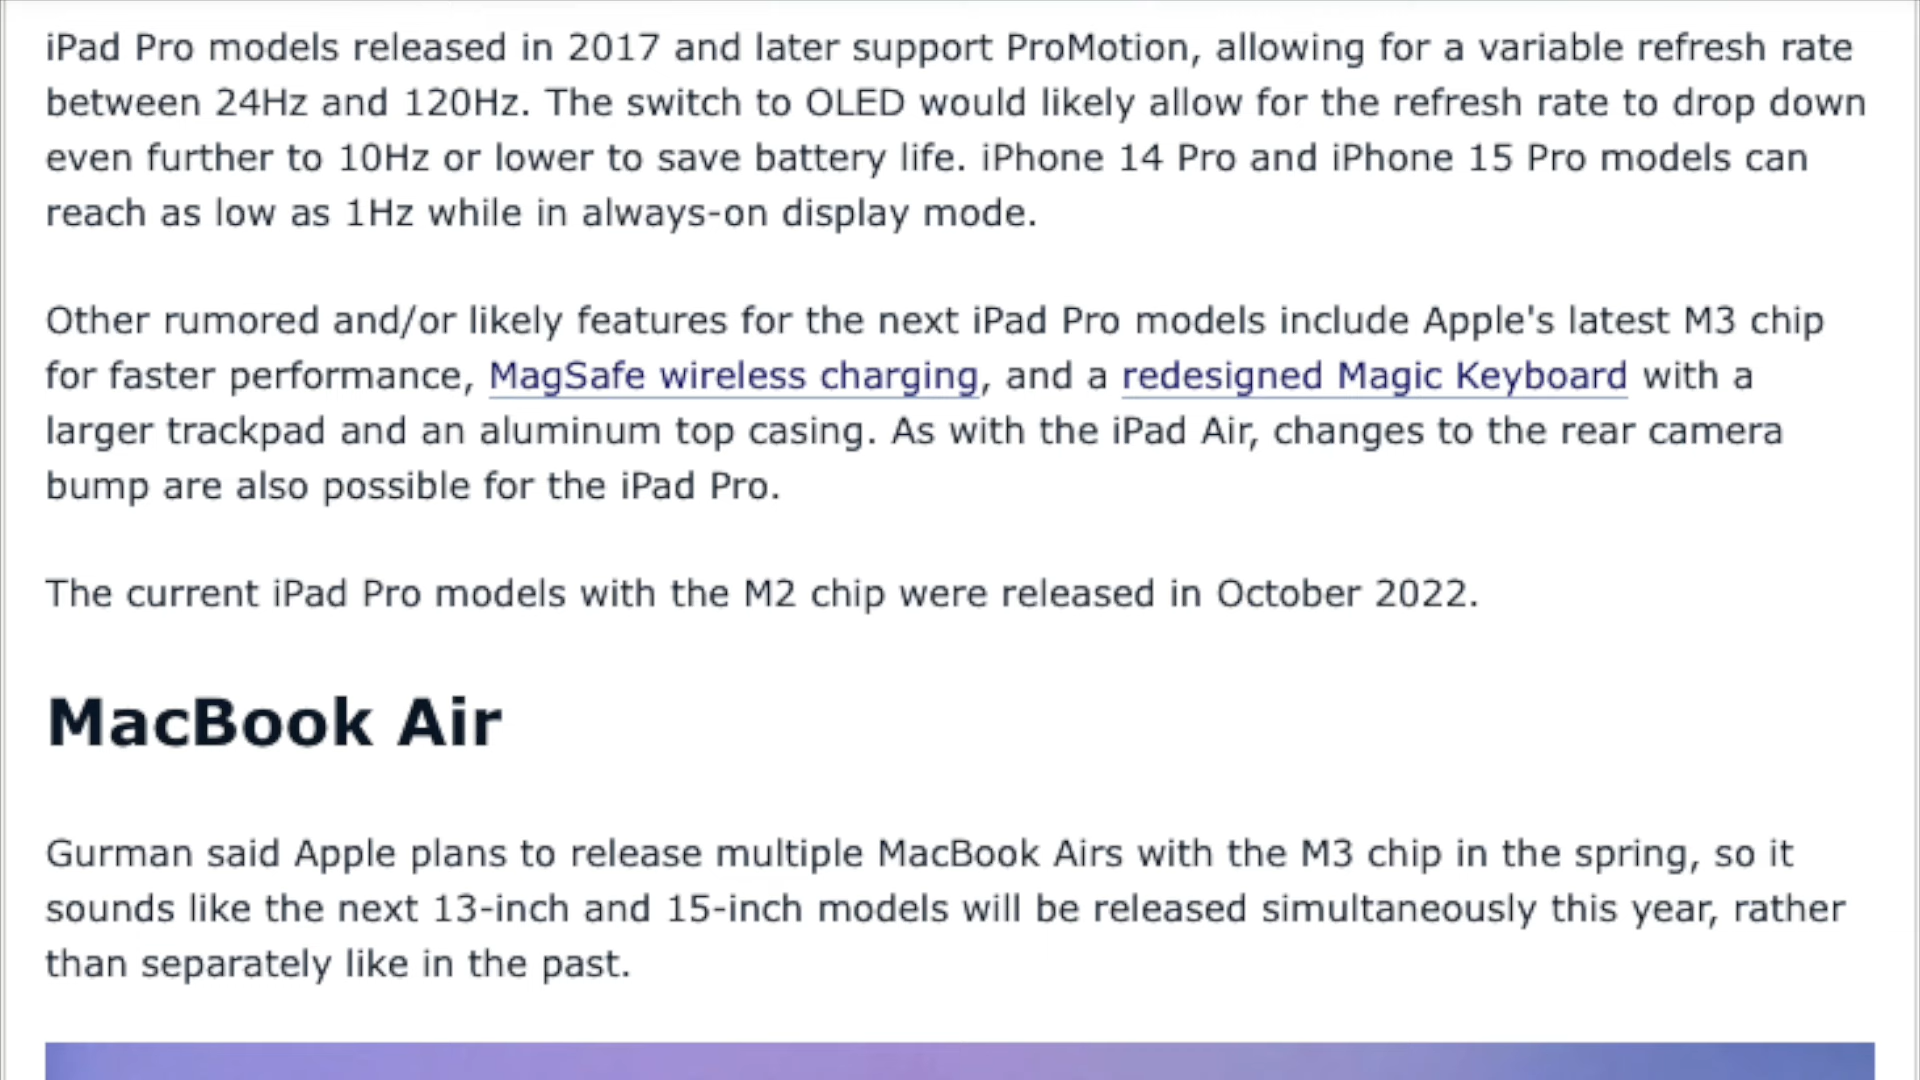 iPad Pro models released in 2017 and later support ProMotion, allowing for a variable refresh rate
between 24Hz and 120Hz. The switch to OLED would likely allow for the refresh rate to drop down
even further to 10Hz or lower to save battery life. iPhone 14 Pro and iPhone 15 Pro models can
reach as low as 1Hz while in always-on display mode.
Other rumored and/or likely features for the next iPad Pro models include Apple's latest M3 chip
for faster performance, MagSafe wireless charging, and a redesigned Magic Keyboard with a
larger trackpad and an aluminum top casing. As with the iPad Air, changes to the rear camera
bump are also possible for the iPad Pro.
The current iPad Pro models with the M2 chip were released in October 2022.
MacBook Air
Gurman said Apple plans to release multiple MacBook Airs with the M3 chip in the spring, so it
sounds like the next 13-inch and 15-inch models will be released simultaneously this year, rather
than separately like in the past.